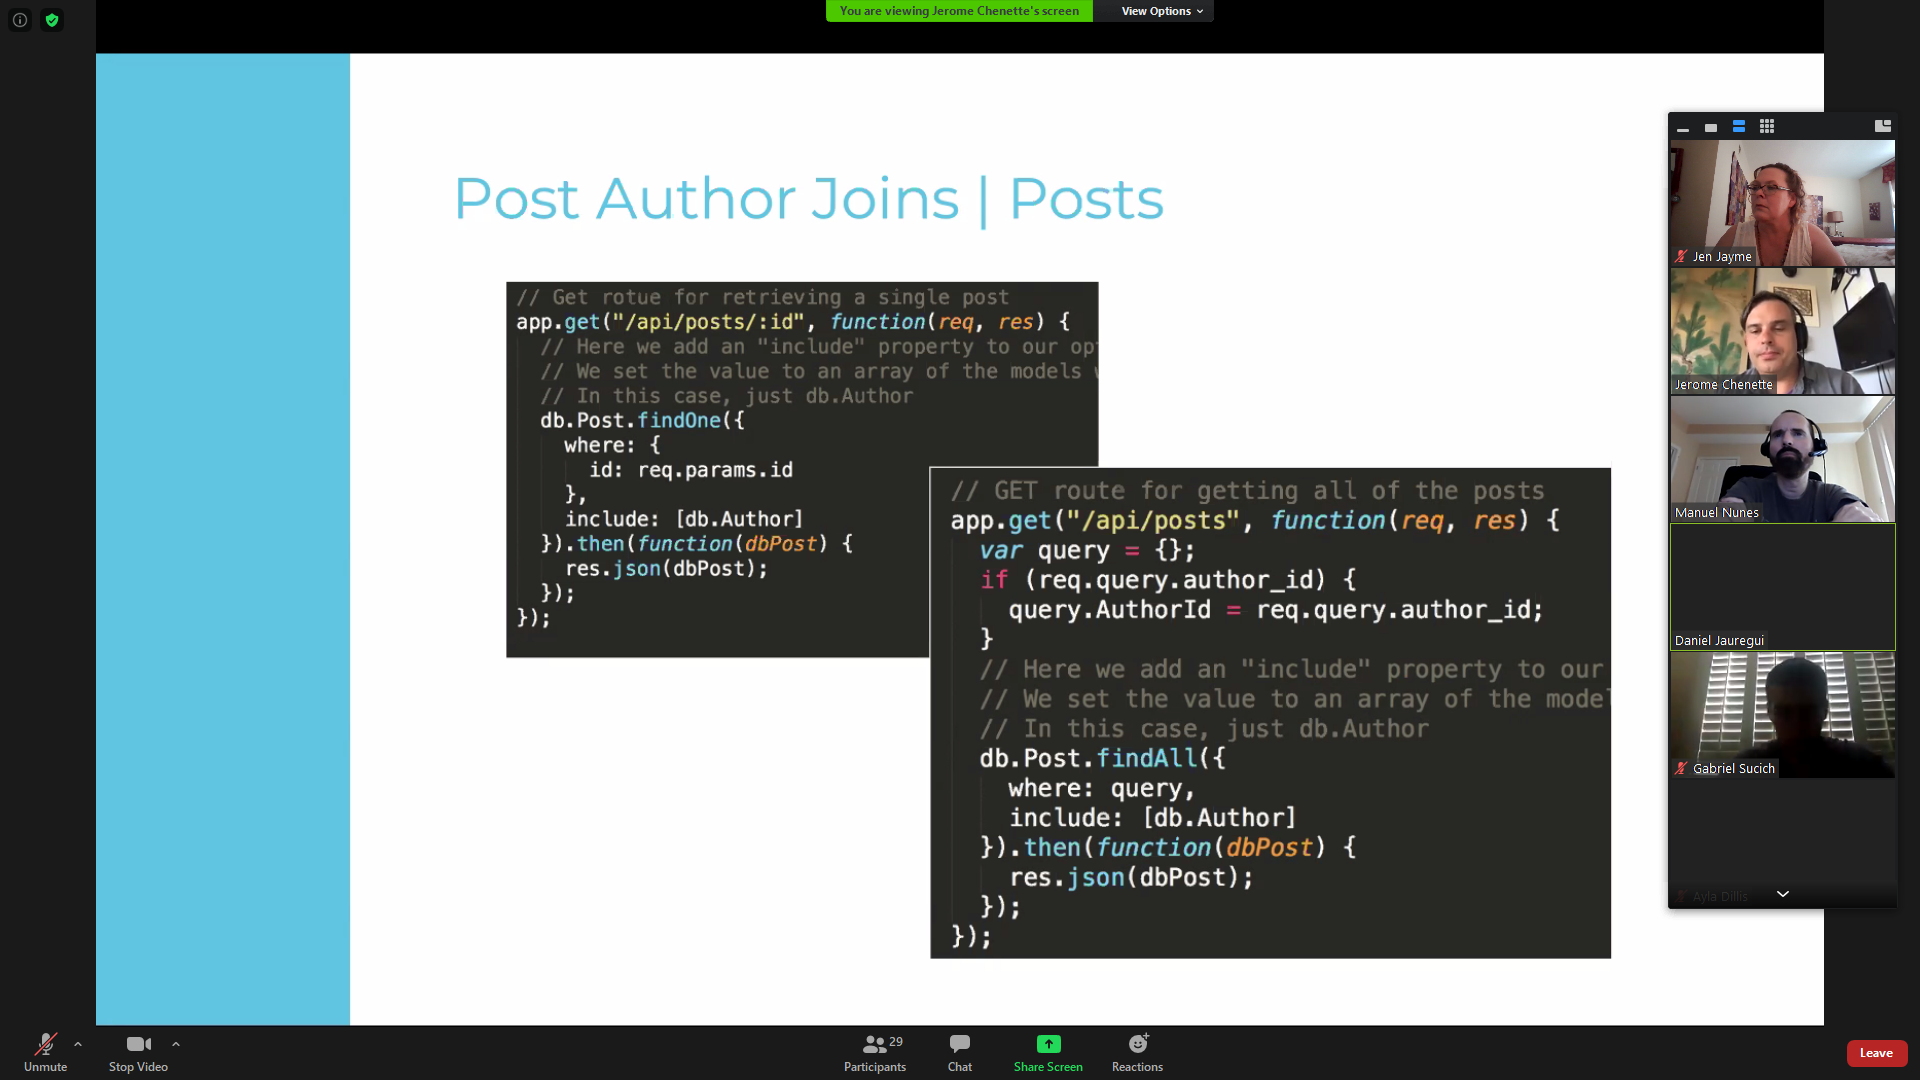 You are viewing Jerome Chenette's screen
View Options
Post Author Joins | Posts
// Get rotue for retrieving a single post
app.get("/api/posts/:id", function(req, res) {
// Here we add an "include" property to our op
// We set the value to an array of the models
// In this case, just db.Author
db.Post.findOne({
where: {
id: req.params.id
},
include: [db.Author]
}).then(function(dbPost) {
res.json(dbPost);
});
});
// GET route for getting all of the posts
app.get("/api/posts", function(req, res) {
var query = {};
if (req.query.author_id) {
query.AuthorId = req.query.author_id;
}
// Here we add an "include" property to our
// We set the value to an array of the model
// In this case, just db.Author
db.Post.findAll({
where: query,
include: [db.Author]
}).then(function(dbPost) {
res.json(dbPost);
});
});
Jen Jayme
Jerome Chenette
Manuel Nunes
Daniel Jauregui
Gabriel Sucich
Ayla Dillis
Unmute
Stop Video
29
Participants
Chat
Share Screen
Reactions
Leave